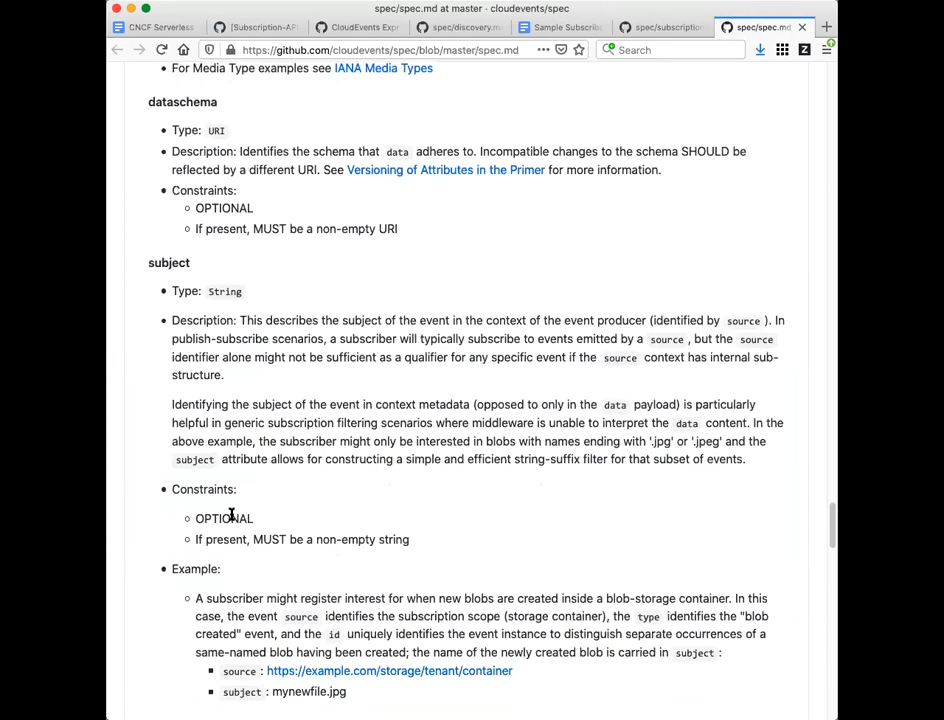 spec/spec.md at master · cloudevents/spec
CNCF Serverless
[Subscription-API
CloudEvents Expr
spec/discovery.m
Sample Subscribe
spec/subscription
spec/spec.md
https://github.com/cloudevents/spec/blob/master/spec.md
Search
• For Media Type examples see IANA Media Types
dataschema
• Type: URI
• Description: Identifies the schema that data adheres to. Incompatible changes to the schema SHOULD be
reflected by a different URI. See Versioning of Attributes in the Primer for more information.
• Constraints:
◦ OPTIONAL
◦ If present, MUST be a non-empty URI
subject
• Type: String
• Description: This describes the subject of the event in the context of the event producer (identified by source ). In
publish-subscribe scenarios, a subscriber will typically subscribe to events emitted by a source , but the source
identifier alone might not be sufficient as a qualifier for any specific event if the source context has internal sub-
structure.
Identifying the subject of the event in context metadata (opposed to only in the data payload) is particularly
helpful in generic subscription filtering scenarios where middleware is unable to interpret the data content. In the
above example, the subscriber might only be interested in blobs with names ending with '.jpg' or '.jpeg' and the
subject attribute allows for constructing a simple and efficient string-suffix filter for that subset of events.
• Constraints:
◦ OPTIONAL
◦ If present, MUST be a non-empty string
• Example:
◦ A subscriber might register interest for when new blobs are created inside a blob-storage container. In this
case, the event source identifies the subscription scope (storage container), the type identifies the "blob
created" event, and the id uniquely identifies the event instance to distinguish separate occurrences of a
same-named blob having been created; the name of the newly created blob is carried in subject :
▪ source : https://example.com/storage/tenant/container
▪ subject : mynewfile.jpg